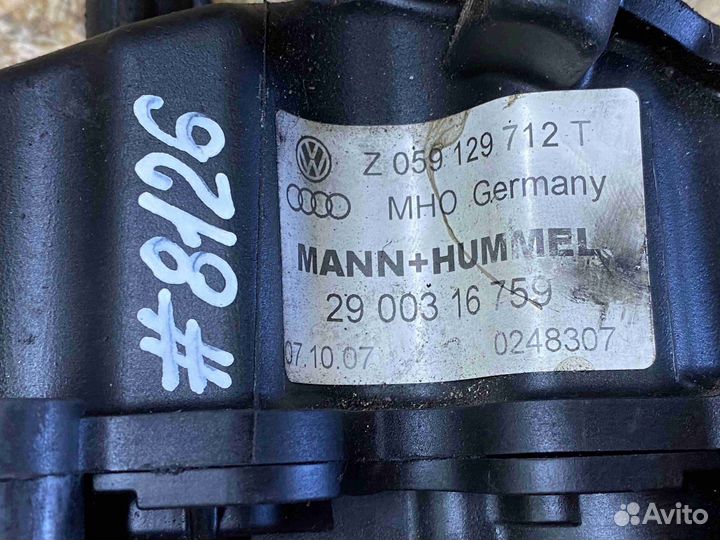 #8126
Z 059 129 712 T
MHO Germany
MANN+HUMMEL
29 003 16 759
07.10.07 0248307
Avito